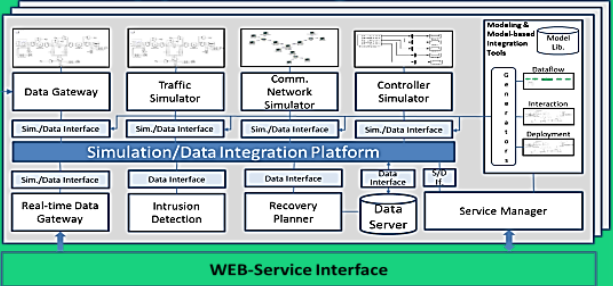 Modeling &
Model-based
Integration
Tools
Model
Lib.
Data Gateway
Traffic
Simulator
Comm.
Network
Simulator
Controller
Simulator
Generators
Dataflow
Interaction
Deployment
Sim./Data Interface
Sim./Data Interface
Sim./Data Interface
Sim./Data Interface
Simulation/Data Integration Platform
Sim./Data Interface
Data Interface
Data Interface
Data
Interface
S/D
If.
Real-time Data
Gateway
Intrusion
Detection
Recovery
Planner
Data
Server
Service Manager
WEB-Service Interface